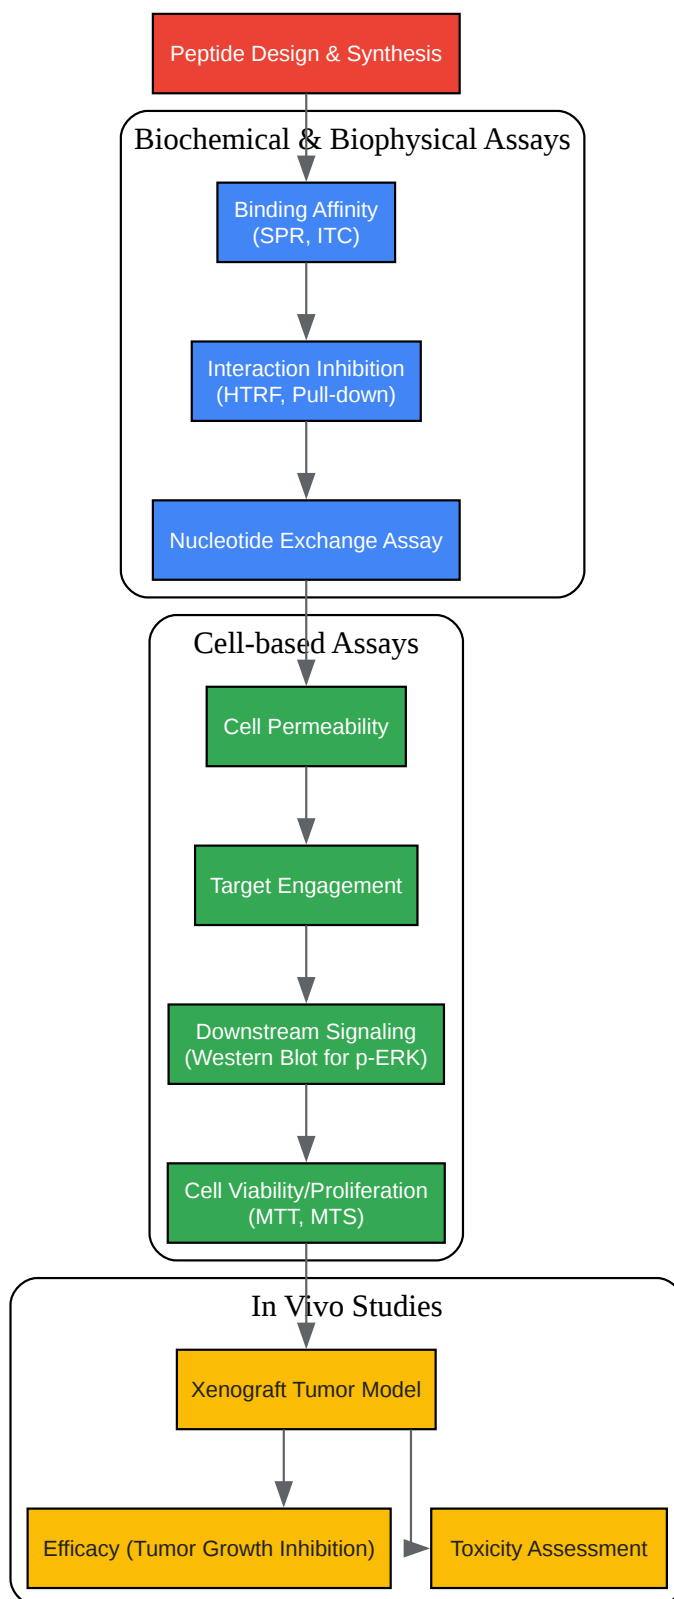 Peptide Design & Synthesis
Biochemical & Biophysical Assays
Binding Affinity
(SPR, ITC)
Interaction Inhibition
(HTRF, Pull-down)
Nucleotide Exchange Assay
Cell-based Assays
Cell Permeability
Target Engagement
Downstream Signaling
(Western Blot for p-ERK)
Cell Viability/Proliferation
(MTT, MTS)
In Vivo Studies
Xenograft Tumor Model
Efficacy (Tumor Growth Inhibition)
Toxicity Assessment